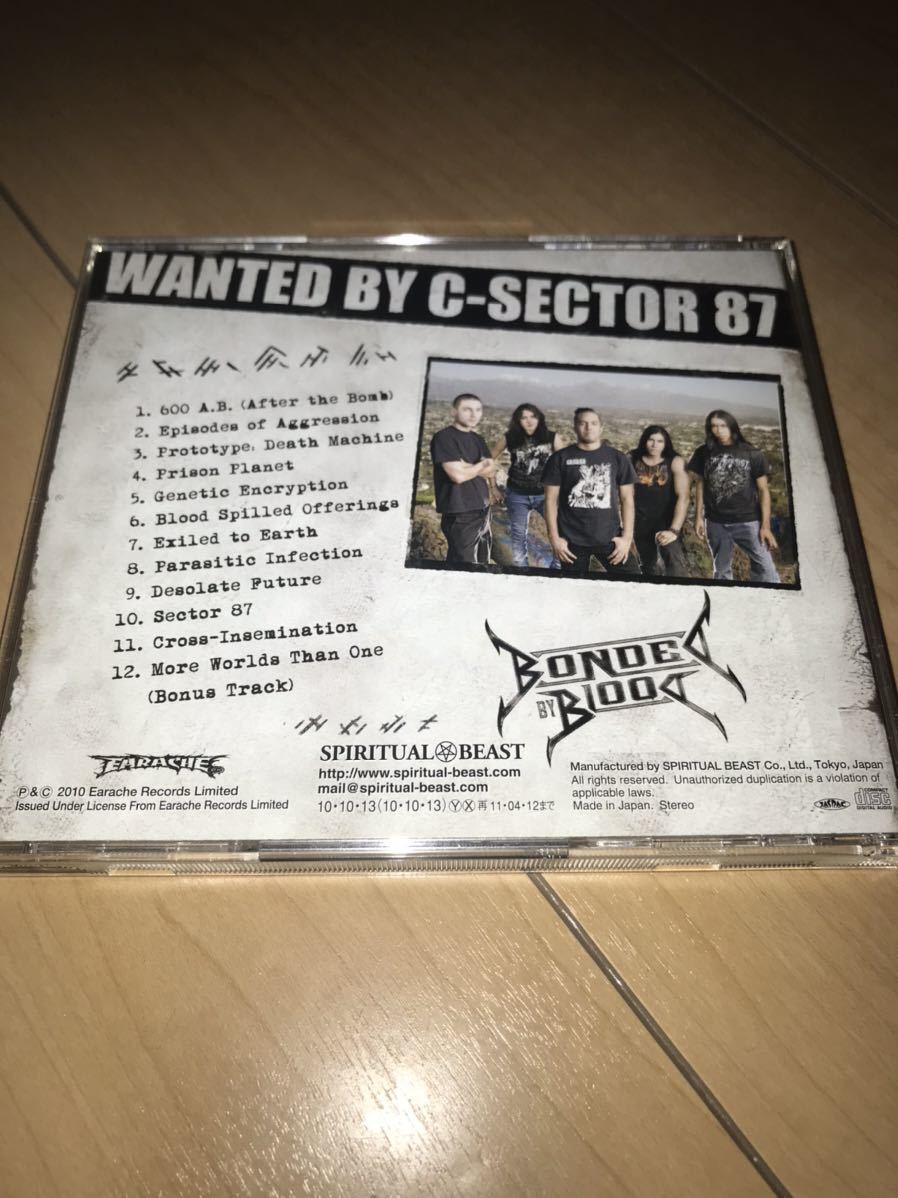 WANTED BY C-SECTOR 87
1. 600 A.B. (After the Bomb)
2. Episodes of Aggression
3. Prototype: Death Machine
4. Prison Planet
5. Genetic Encryption
6. Blood Spilled Offerings
7. Exiled to Earth
8. Parasitic Infection
9. Desolate Future
10. Sector 87
11. Cross-Insemination
12. More Worlds Than One
(Bonus Track)
BONDED
BY BLOOD
EARACHE
℗ & © 2010 Earache Records Limited
Issued Under License From Earache Records Limited
SPIRITUAL BEAST
http://www.spiritual-beast.com
mail@spiritual-beast.com
10・10・13(10・10・13)ⓎⓍ再11・04・12まで
Manufactured by SPIRITUAL BEAST Co., Ltd., Tokyo, Japan
All rights reserved. Unauthorized duplication is a violation of
applicable laws.
Made in Japan. Stereo
JASRAC
COMPACT
disc
DIGITAL AUDIO